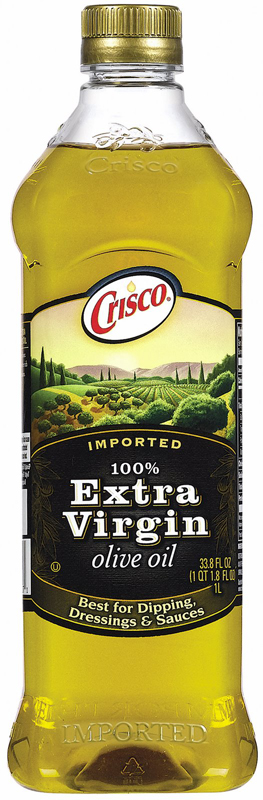 Crisco
Crisco®
IMPORTED
100%
Extra
Virgin
olive oil
33.8 FL OZ
(1 QT 1.8 FL OZ)
1L
U
Best for Dipping,
Dressings & Sauces
IMPORTED